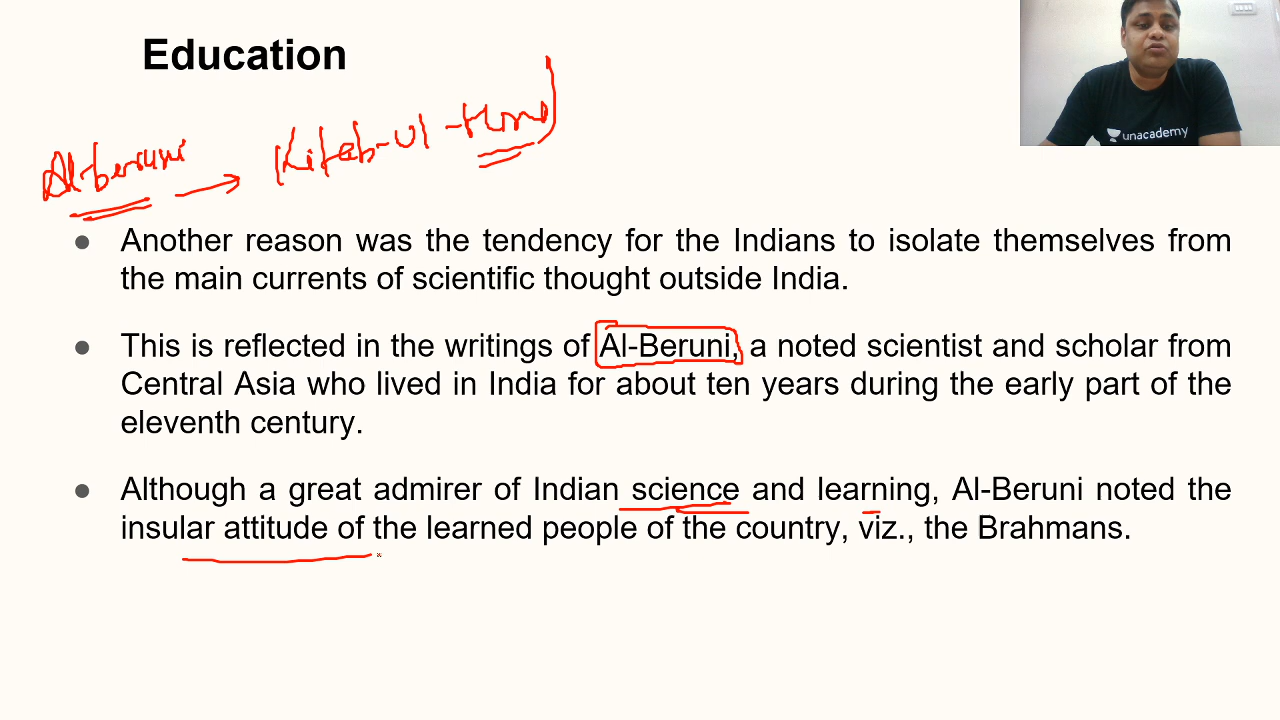 Education
Al-beruni → Kitab-ul-Hind
unacademy
● Another reason was the tendency for the Indians to isolate themselves from
the main currents of scientific thought outside India.
● This is reflected in the writings of Al-Beruni, a noted scientist and scholar from
Central Asia who lived in India for about ten years during the early part of the
eleventh century.
● Although a great admirer of Indian science and learning, Al-Beruni noted the
insular attitude of the learned people of the country, viz., the Brahmans.